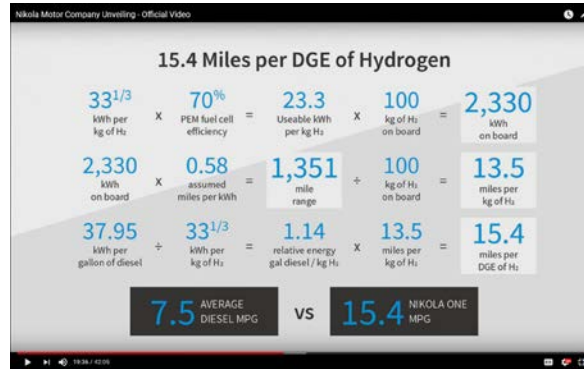 Nikola Motor Company Unveiling - Official Video
15.4 Miles per DGE of Hydrogen
33 1/3 x 70% = 23.3 x 100 = 2,330
kWh per kg of H₂ PEM fuel cell efficiency Useable kWh per kg H₂ kg of H₂ on board kWh on board
2,330 x 0.58 = 1,351 ÷ 100 = 13.5
kWh on board assumed miles per kWh mile range kg of H₂ on board miles per kg of H₂
37.95 ÷ 33 1/3 = 1.14 x 13.5 = 15.4
kWh per gallon of diesel kWh per kg of H₂ relative energy gal diesel / kg H₂ miles per kg of H₂ miles per DGE of H₂
7.5 AVERAGE DIESEL MPG VS 15.4 NIKOLA ONE MPG
19:36 / 42:05